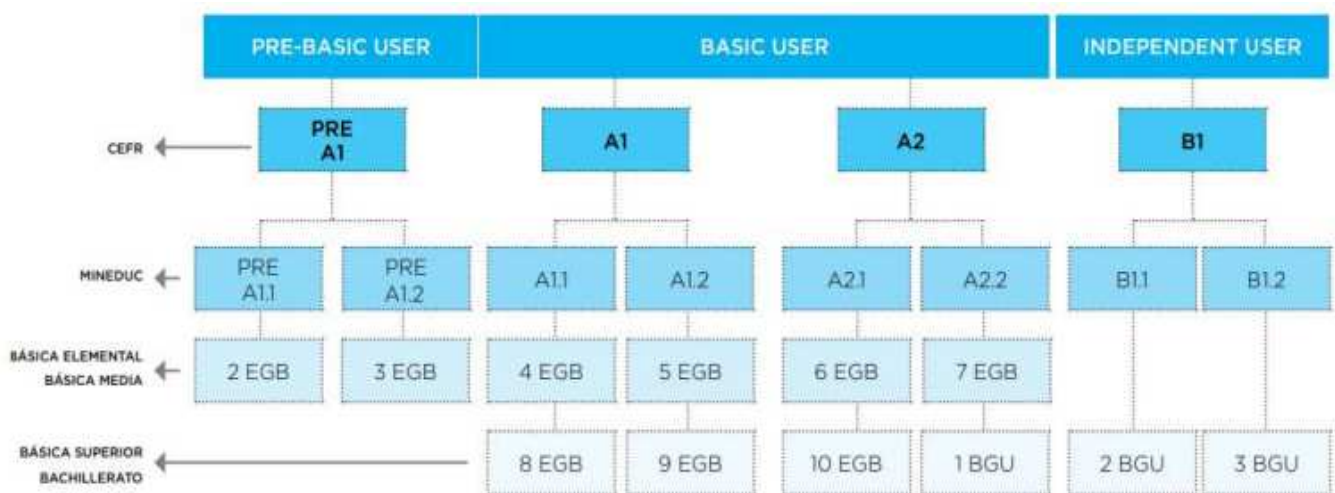 PRE-BASIC USER
BASIC USER
INDEPENDENT USER
CEFR
PRE
A1
A1
A2
B1
MINEDUC
PRE
A1.1
PRE
A1.2
A1.1
A1.2
A2.1
A2.2
B1.1
B1.2
BÁSICA ELEMENTAL
BÁSICA MEDIA
2 EGB
3 EGB
4 EGB
5 EGB
6 EGB
7 EGB
BÁSICA SUPERIOR
BACHILLERATO
8 EGB
9 EGB
10 EGB
1 BGU
2 BGU
3 BGU